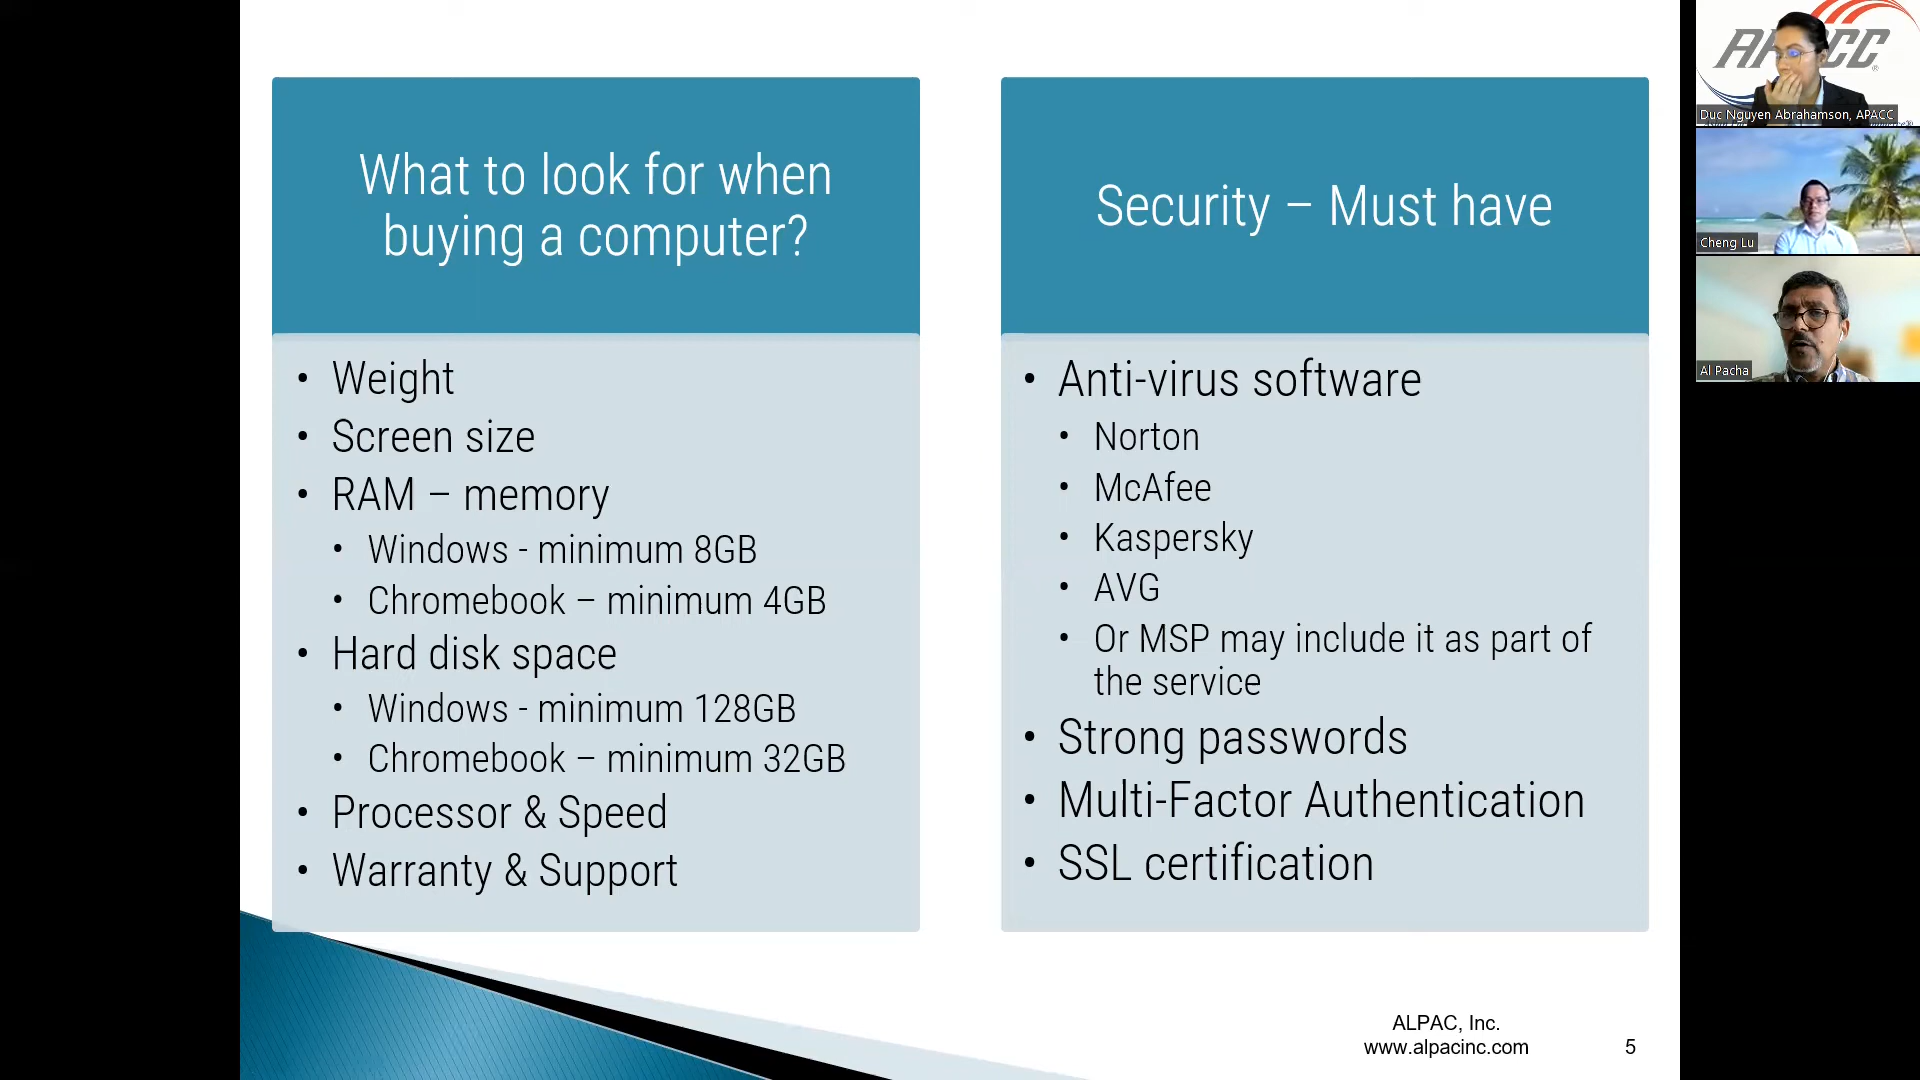 What to look for when
buying a computer?
• Weight
• Screen size
• RAM – memory
• Windows - minimum 8GB
• Chromebook – minimum 4GB
• Hard disk space
• Windows - minimum 128GB
• Chromebook – minimum 32GB
• Processor & Speed
• Warranty & Support
Security – Must have
• Anti-virus software
• Norton
• McAfee
• Kaspersky
• AVG
• Or MSP may include it as part of
the service
• Strong passwords
• Multi-Factor Authentication
• SSL certification
ALPAC, Inc.
www.alpacinc.com
5
Duc Nguyen Abrahamson, APACC
Cheng Lu
Al Pacha